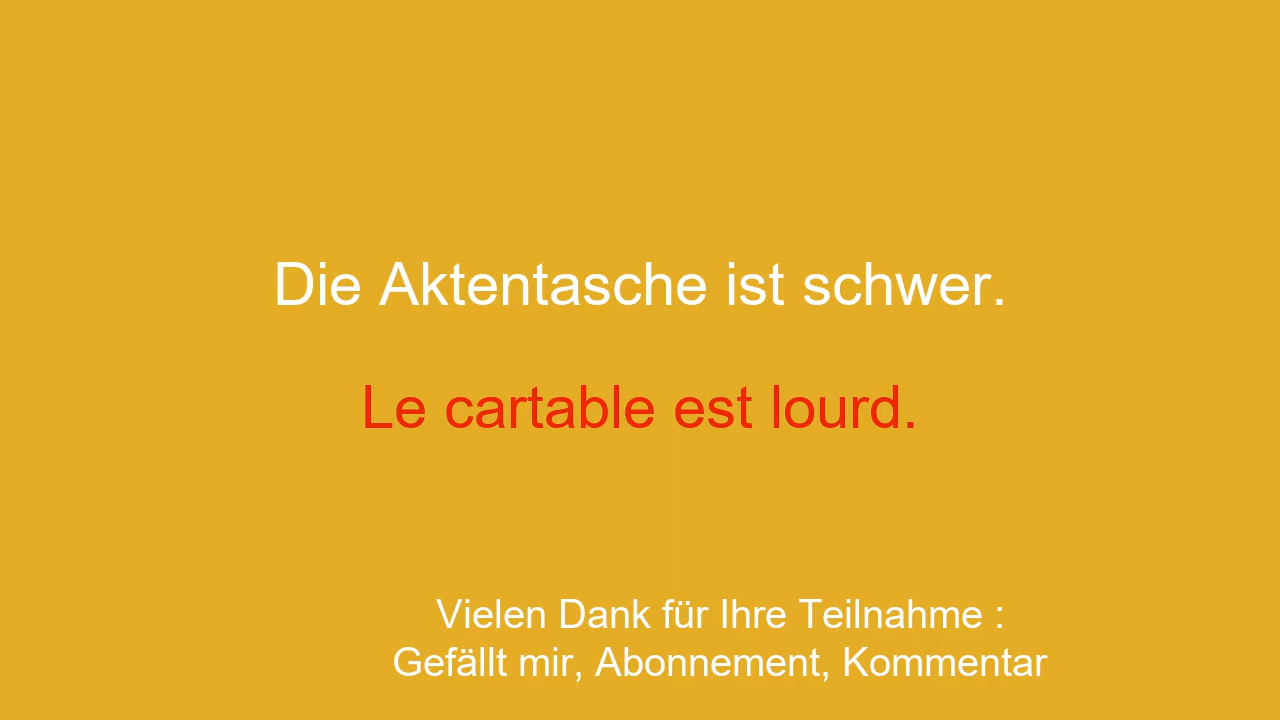 Die Aktentasche ist schwer.
Le cartable est lourd.
Vielen Dank für Ihre Teilnahme :
Gefällt mir, Abonnement, Kommentar